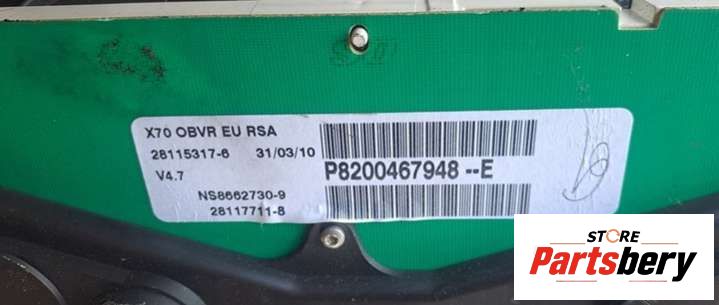 X70 OBVR EU RSA
28115317-6 31/03/10
V4.7
P8200467948--E
NS8662730-9
28117711-8
STORE
Partsbery